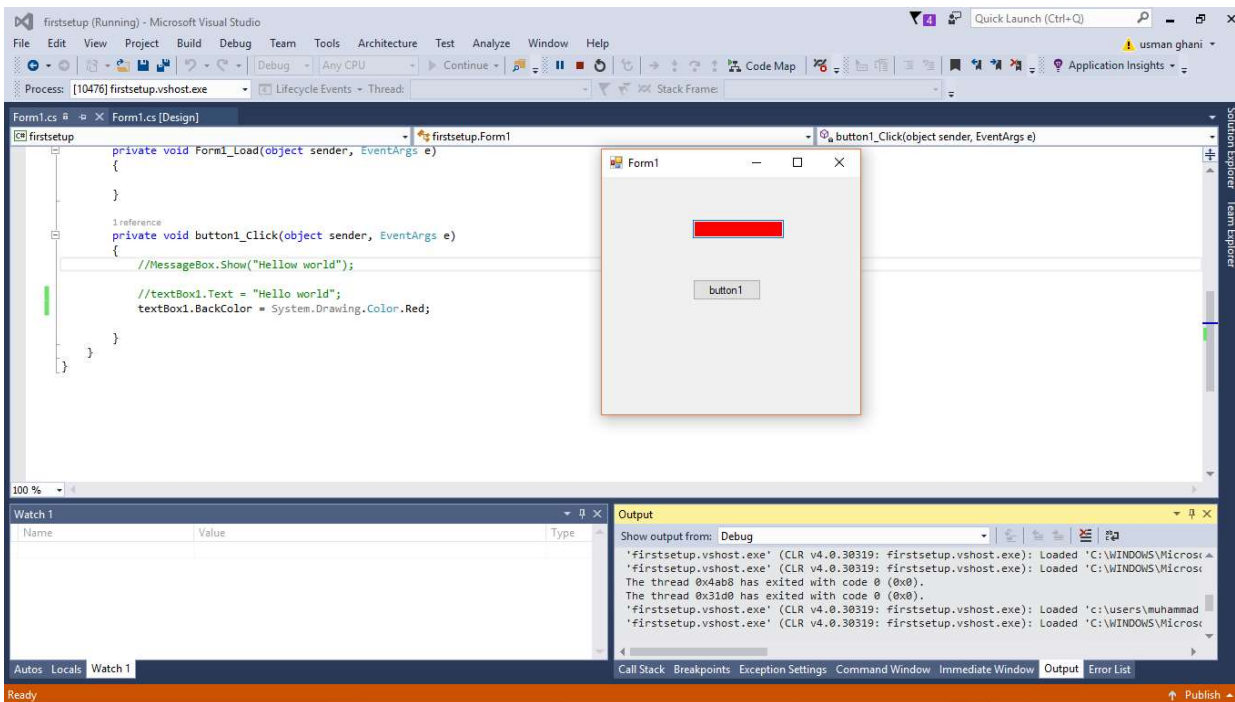 firstsetup (Running) - Microsoft Visual Studio
4
Quick Launch (Ctrl+Q)
File Edit View Project Build Debug Team Tools Architecture Test Analyze Window Help
usman ghani
Debug Any CPU Continue Code Map Application Insights
Process: [10476] firstsetup.vshost.exe Lifecycle Events Thread: Stack Frame:
Form1.cs Form1.cs [Design]
C# firstsetup firstsetup.Form1 button1_Click(object sender, EventArgs e)
private void Form1_Load(object sender, EventArgs e)
{
}
1 reference
private void button1_Click(object sender, EventArgs e)
{
//MessageBox.Show("Hellow world");
//textBox1.Text = "Hello world";
textBox1.BackColor = System.Drawing.Color.Red;
}
}
}
Form1
button1
Solution Explorer
Team Explorer
100 %
Watch 1
Name Value Type
Autos Locals Watch 1
Output
Show output from: Debug
'firstsetup.vshost.exe' (CLR v4.0.30319: firstsetup.vshost.exe): Loaded 'C:\WINDOWS\Microso
'firstsetup.vshost.exe' (CLR v4.0.30319: firstsetup.vshost.exe): Loaded 'C:\WINDOWS\Microso
The thread 0x4ab8 has exited with code 0 (0x0).
The thread 0x31d0 has exited with code 0 (0x0).
'firstsetup.vshost.exe' (CLR v4.0.30319: firstsetup.vshost.exe): Loaded 'c:\users\muhammad
'firstsetup.vshost.exe' (CLR v4.0.30319: firstsetup.vshost.exe): Loaded 'C:\WINDOWS\Microso
Call Stack Breakpoints Exception Settings Command Window Immediate Window Output Error List
Ready
Publish